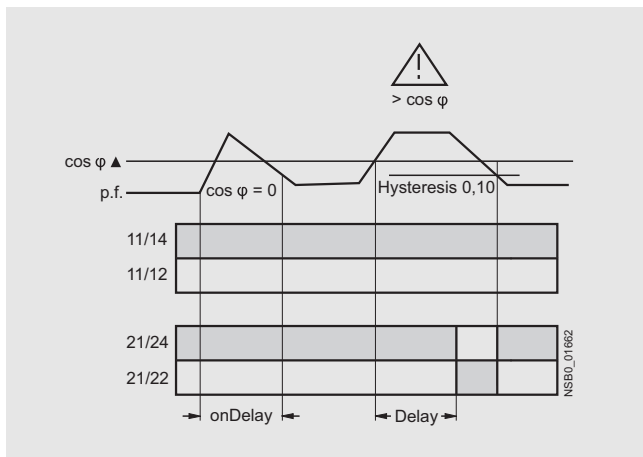 !
> cos φ
cos φ ▲
p.f.
cos φ = 0
Hysteresis 0,10
11/14
11/12
21/24
21/22
onDelay
Delay
NSB0_01662